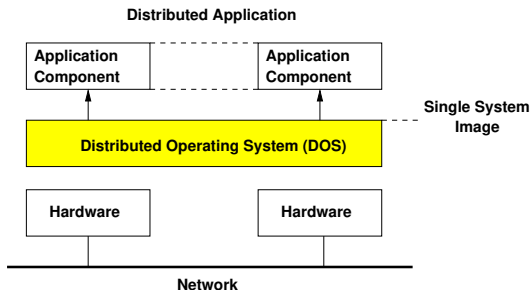 Distributed Application
Application
Component
Application
Component
Single System
Image
Distributed Operating System (DOS)
Hardware
Hardware
Network